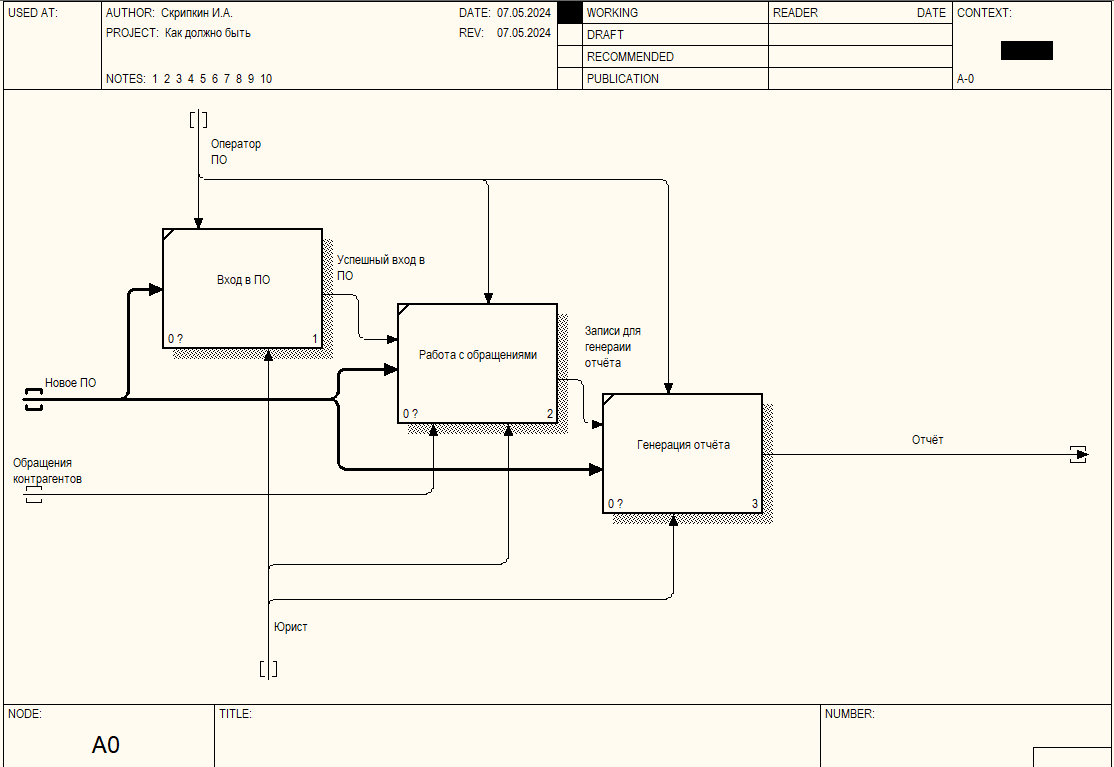 USED AT:
AUTHOR: Скрипкин И.А.
DATE: 07.05.2024
PROJECT: Как должно быть
REV: 07.05.2024
NOTES: 1 2 3 4 5 6 7 8 9 10
WORKING
DRAFT
RECOMMENDED
PUBLICATION
READER
DATE
CONTEXT:
A-0
Оператор
ПО
Вход в ПО
0 ?
1
Успешный вход в
ПО
Работа с обращениями
0 ?
2
Записи для
генераии
отчёта
Новое ПО
Генерация отчёта
0 ?
3
Отчёт
Обращения
контрагентов
Юрист
NODE:
A0
TITLE:
NUMBER: